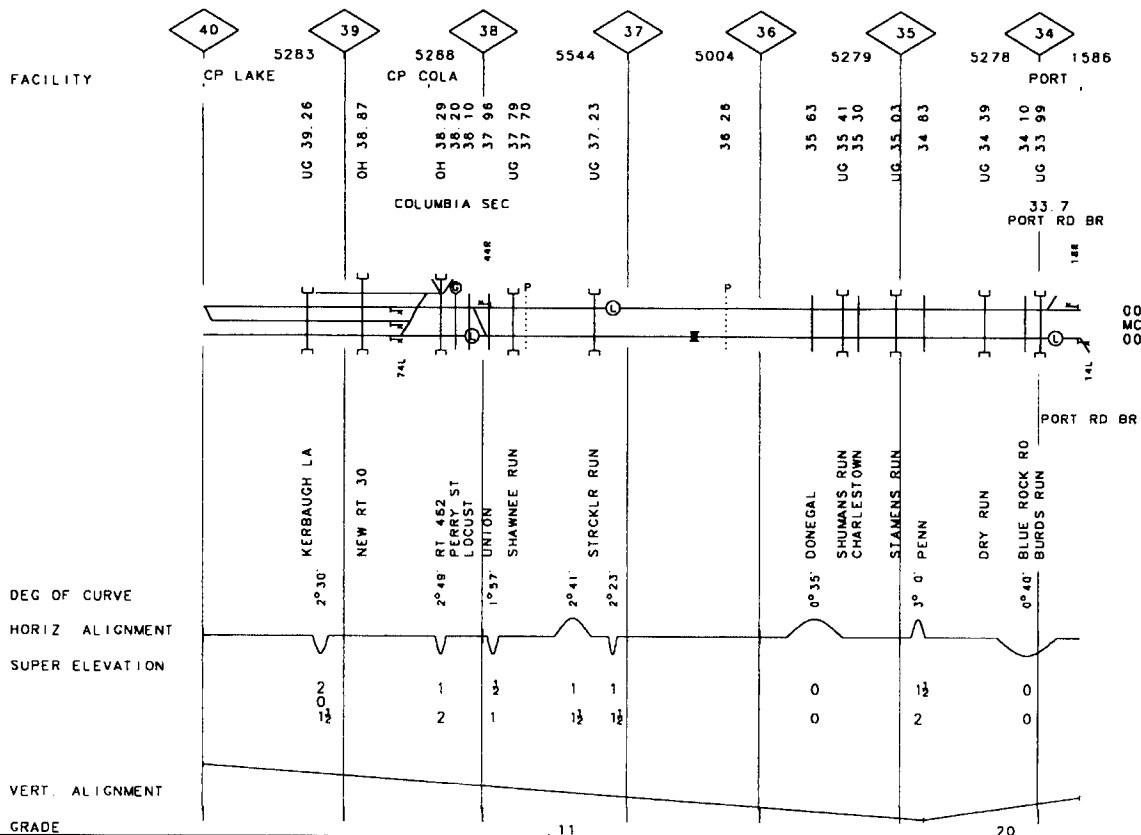 40 39 38 37 36 35 34
5283 5288 5544 5004 5279 5278 1586
FACILITY CP LAKE CP COLA PORT
UG 39.26
OH 38.87
OH 38.29
38.20
38 10
37 96
UG 37 79
37 70
UG 37.23
36 28
35 63
UG 35 41
35 30
UG 35 03
34 83
UG 34 39
34 10
UG 33 99
COLUMBIA SEC
33.7
PORT RD BR
44R
18R
P P
G
L
L
L
00
MC
00
74L
14L
PORT RD BR
KERBAUGH LA
NEW RT 30
RT 462
PERRY ST
LOCUST
UNION
SHAWNEE RUN
STRCKLR RUN
DONEGAL
SHUMANS RUN
CHARLESTOWN
STAMENS RUN
PENN
DRY RUN
BLUE ROCK RO
BURDS RUN
DEG OF CURVE 2°30' 2°49' 1°57' 2°41' 2°23' 0°35' 3° 0' 0°40'
HORIZ ALIGNMENT
SUPER ELEVATION
2 1 ½ 1 1 0 1½ 0
0
1½ 2 1 1½ 1½ 0 2 0
VERT. ALIGNMENT
GRADE .11 20